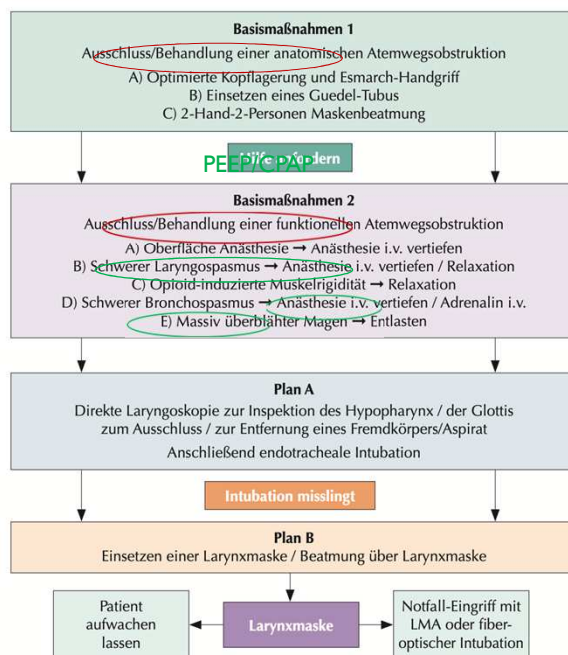 Basismaßnahmen 1
Ausschluss/Behandlung einer anatomischen Atemwegsobstruktion
A) Optimierte Kopflagerung und Esmarch-Handgriff
B) Einsetzen eines Guedel-Tubus
C) 2-Hand-2-Personen Maskenbeatmung
Hilfe anfordern
PEEP/CPAP
Basismaßnahmen 2
Ausschluss/Behandlung einer funktionellen Atemwegsobstruktion
A) Oberfläche Anästhesie → Anästhesie i.v. vertiefen
B) Schwerer Laryngospasmus → Anästhesie i.v. vertiefen / Relaxation
C) Opioid-induzierte Muskelrigidität → Relaxation
D) Schwerer Bronchospasmus → Anästhesie i.v. vertiefen / Adrenalin i.v.
E) Massiv überblähter Magen → Entlasten
Plan A
Direkte Laryngoskopie zur Inspektion des Hypopharynx / der Glottis
zum Ausschluss / zur Entfernung eines Fremdkörpers/Aspirat
Anschließend endotracheale Intubation
Intubation misslingt
Plan B
Einsetzen einer Larynxmaske / Beatmung über Larynxmaske
Patient
aufwachen
lassen
Larynxmaske
Notfall-Eingriff mit
LMA oder fiber-
optischer Intubation